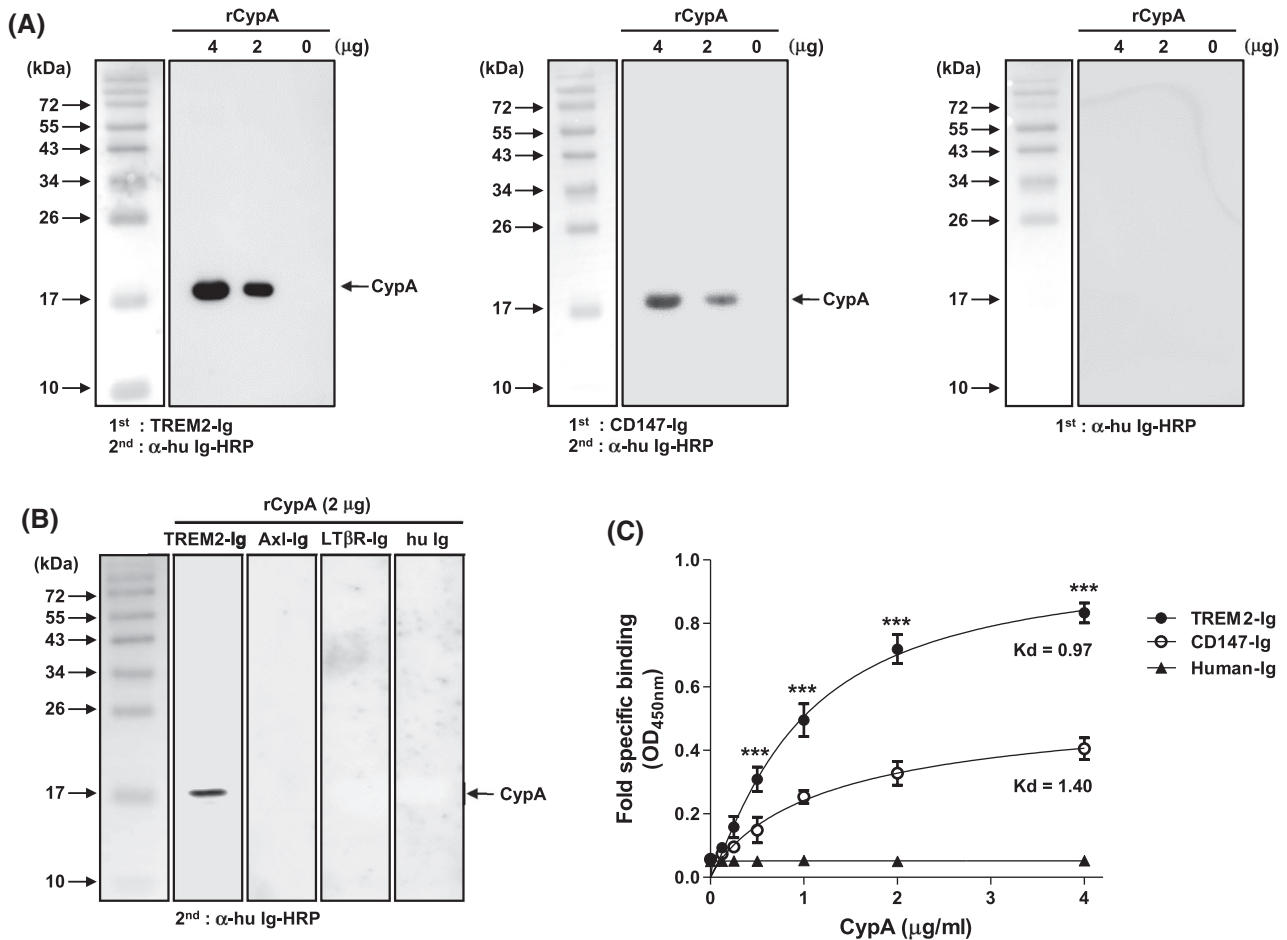 (A)
rCypA
4 2 0 (μg)
(kDa)
72
55
43
34
26
17
10
CypA
1st : TREM2-Ig
2nd : α-hu Ig-HRP
rCypA
4 2 0 (μg)
(kDa)
72
55
43
34
26
17
10
CypA
1st : CD147-Ig
2nd : α-hu Ig-HRP
rCypA
4 2 0 (μg)
(kDa)
72
55
43
34
26
17
10
1st : α-hu Ig-HRP
(B)
rCypA (2 μg)
TREM2-Ig Axl-Ig LTβR-Ig hu Ig
(kDa)
72
55
43
34
26
17
10
CypA
2nd : α-hu Ig-HRP
(C)
Fold specific binding
(OD450nm)
1.0
0.8
0.6
0.4
0.2
0.0
*** *** *** *** 
Kd = 0.97
Kd = 1.40
0 1 2 3 4
CypA (μg/ml)
TREM2-Ig
CD147-Ig
Human-Ig